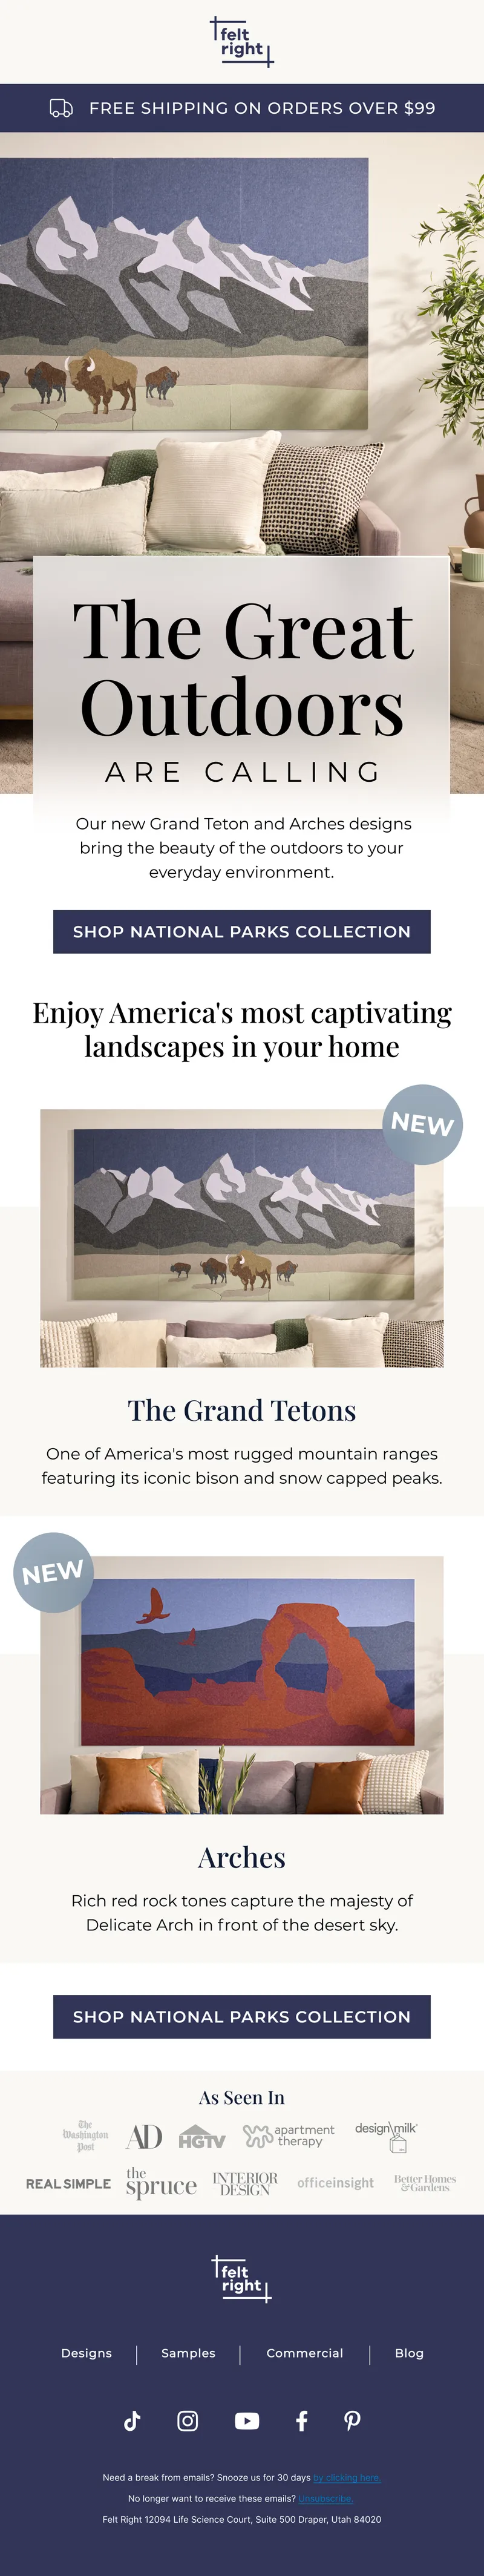 felt
right
FREE SHIPPING ON ORDERS OVER $99
The Great
Outdoors
ARE CALLING
Our new Grand Teton and Arches designs
bring the beauty of the outdoors to your
everyday environment.
SHOP NATIONAL PARKS COLLECTION
Enjoy America's most captivating
landscapes in your home
NEW
The Grand Tetons
One of America's most rugged mountain ranges
featuring its iconic bison and snow capped peaks.
NEW
Arches
Rich red rock tones capture the majesty of
Delicate Arch in front of the desert sky.
SHOP NATIONAL PARKS COLLECTION
As Seen In
The
Washington
Post
AD
HGTV
apartment
therapy
design milk
REAL SIMPLE
the
spruce
INTERIOR
DESIGN
officeinsight
Better Homes
&Gardens
felt
right
Designs | Samples | Commercial | Blog
Need a break from emails? Snooze us for 30 days by clicking here.
No longer want to receive these emails? Unsubscribe.
Felt Right 12094 Life Science Court, Suite 500 Draper, Utah 84020